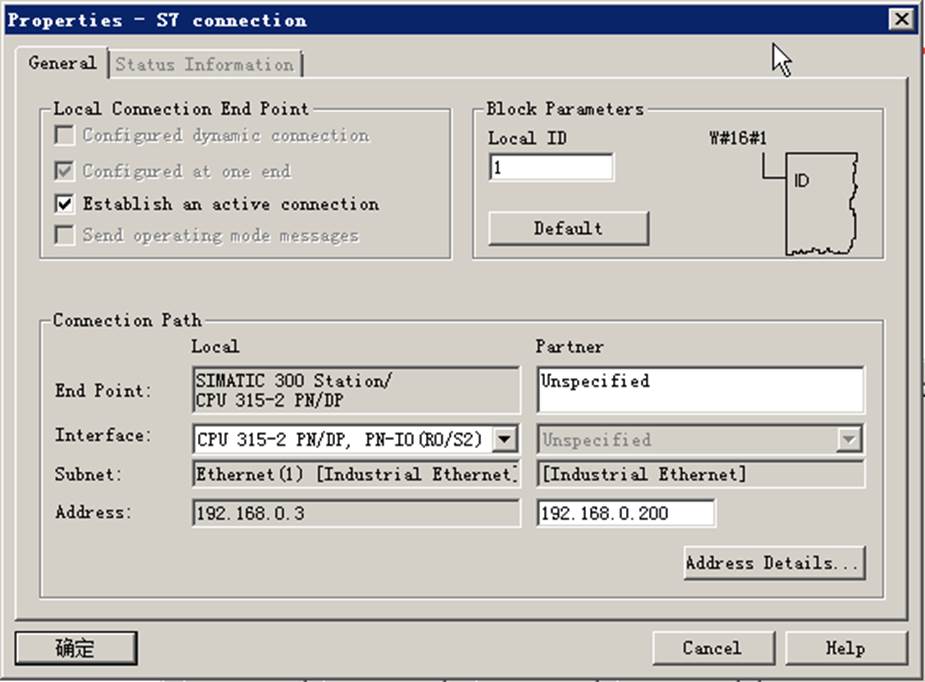 Properties - S7 connection
General
Status Information
Local Connection End Point
Configured dynamic connection
Configured at one end
Establish an active connection
Send operating mode messages
Block Parameters
Local ID
W#16#1
1
ID
Default
Connection Path
Local
Partner
End Point:
SIMATIC 300 Station/
CPU 315-2 PN/DP
Unspecified
Interface:
CPU 315-2 PN/DP, PN-IO(R0/S2)
Unspecified
Subnet:
Ethernet(1) [Industrial Ethernet]
[Industrial Ethernet]
Address:
192.168.0.3
192.168.0.200
Address Details...
确定
Cancel
Help